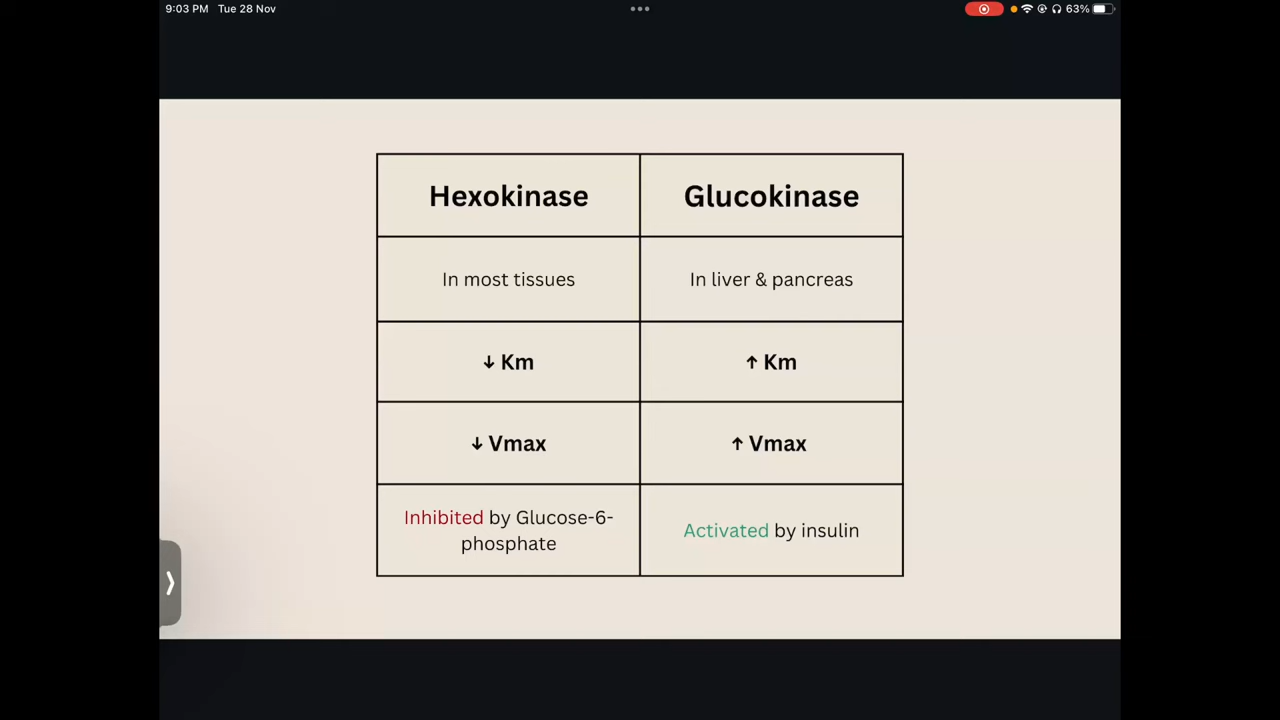 9:03 PM Tue 28 Nov
63%
Hexokinase
Glucokinase
In most tissues
In liver & pancreas
↓ Km
↑ Km
↓ Vmax
↑ Vmax
Inhibited by Glucose-6-
phosphate
Activated by insulin